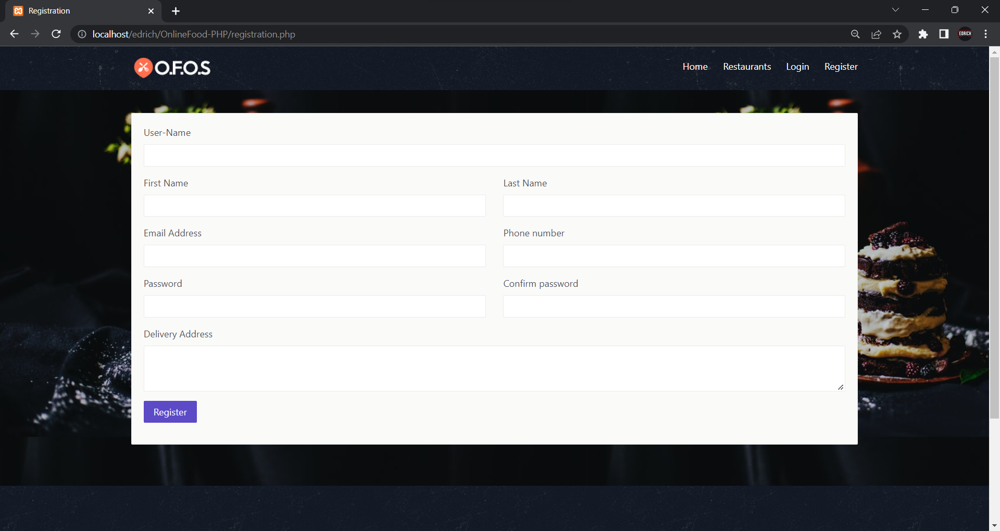 Registration
localhost/edrich/OnlineFood-PHP/registration.php
EDRICH
O.F.O.S
Home Restaurants Login Register
User-Name
First Name Last Name
Email Address Phone number
Password Confirm password
Delivery Address
Register